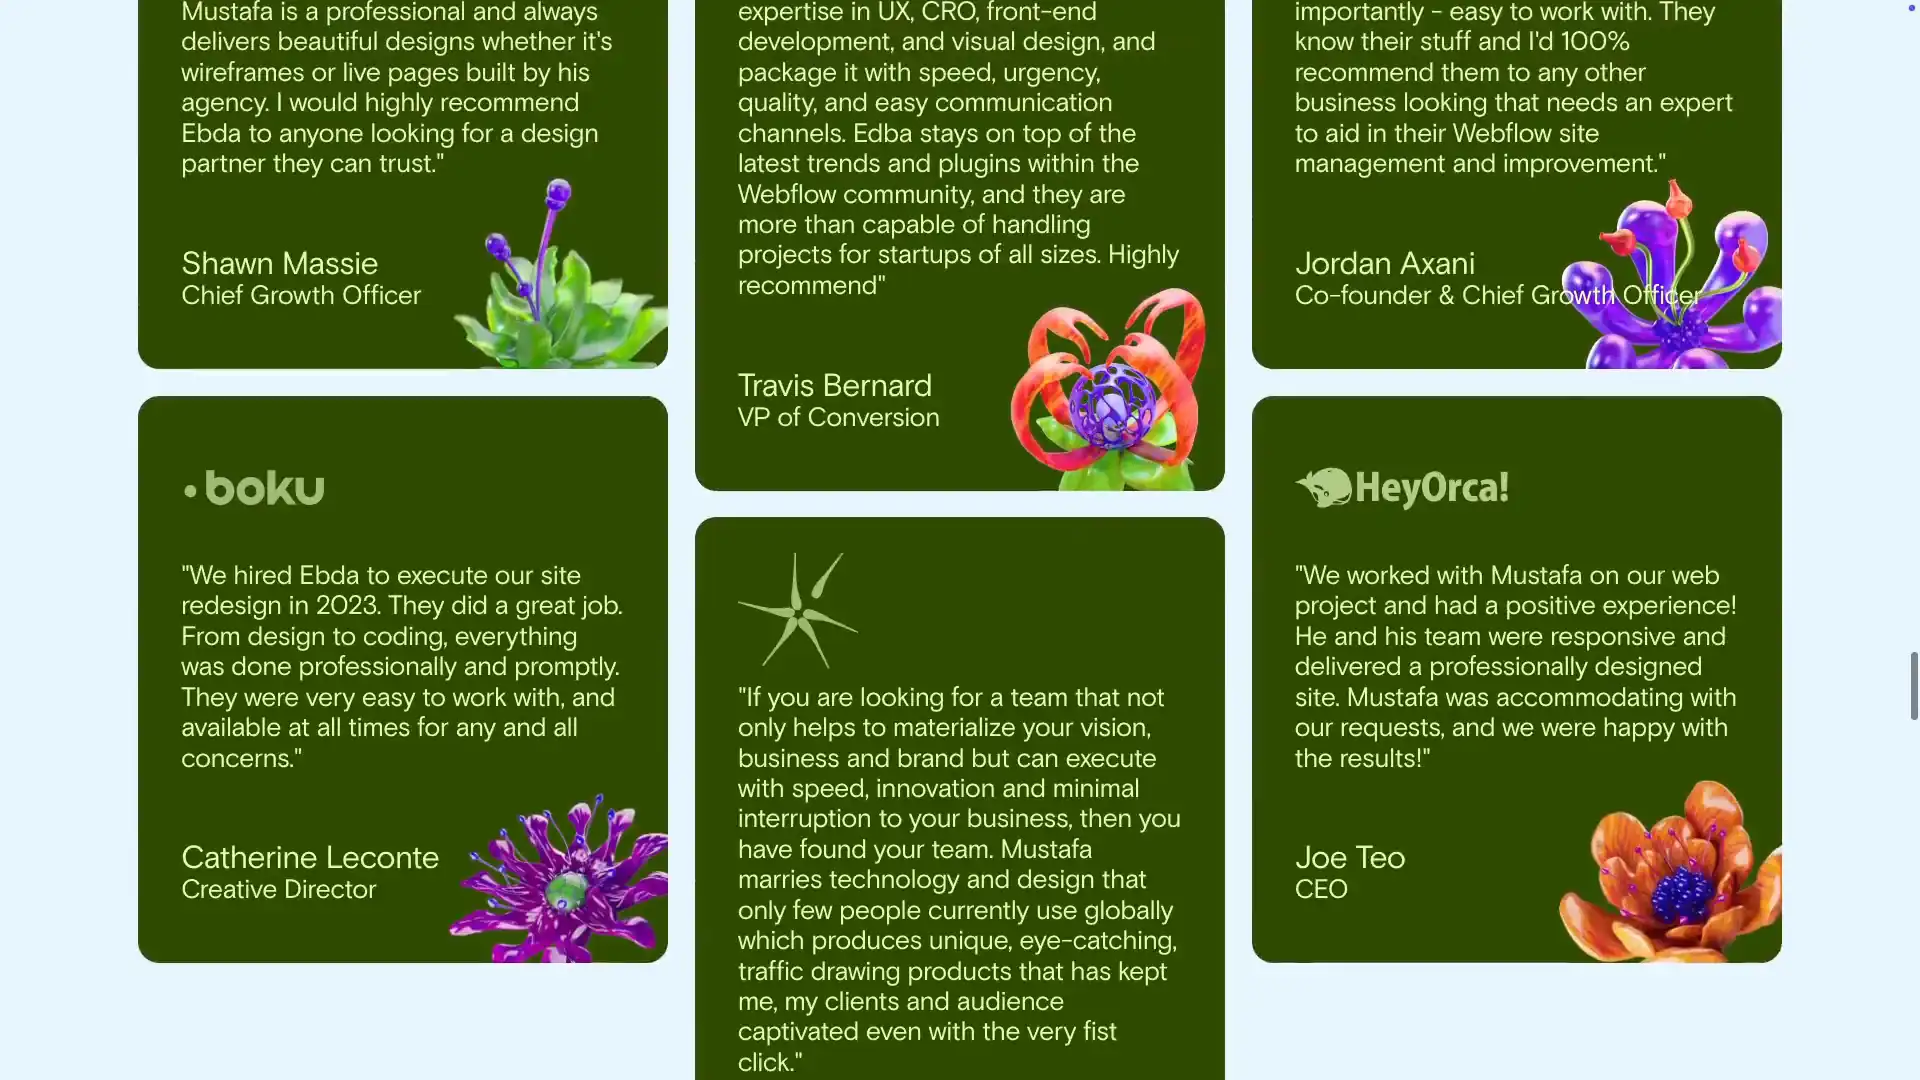 Mustafa is a professional and always
delivers beautiful designs whether it's
wireframes or live pages built by his
agency. I would highly recommend
Ebda to anyone looking for a design
partner they can trust."
Shawn Massie
Chief Growth Officer
boku
"We hired Ebda to execute our site
redesign in 2023. They did a great job.
From design to coding, everything
was done professionally and promptly.
They were very easy to work with, and
available at all times for any and all
concerns."
Catherine Leconte
Creative Director
expertise in UX, CRO, front-end
development, and visual design, and
package it with speed, urgency,
quality, and easy communication
channels. Edba stays on top of the
latest trends and plugins within the
Webflow community, and they are
more than capable of handling
projects for startups of all sizes. Highly
recommend"
Travis Bernard
VP of Conversion
"If you are looking for a team that not
only helps to materialize your vision,
business and brand but can execute
with speed, innovation and minimal
interruption to your business, then you
have found your team. Mustafa
marries technology and design that
only few people currently use globally
which produces unique, eye-catching,
traffic drawing products that has kept
me, my clients and audience
captivated even with the very fist
click."
importantly - easy to work with. They
know their stuff and I'd 100%
recommend them to any other
business looking that needs an expert
to aid in their Webflow site
management and improvement."
Jordan Axani
Co-founder & Chief Growth Officer
HeyOrca!
"We worked with Mustafa on our web
project and had a positive experience!
He and his team were responsive and
delivered a professionally designed
site. Mustafa was accommodating with
our requests, and we were happy with
the results!"
Joe Teo
CEO